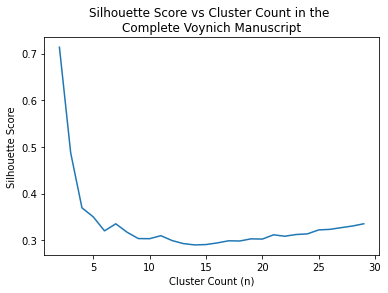 Silhouette Score vs Cluster Count in the
Complete Voynich Manuscript
0.7
0.6
0.5
0.4
0.3
Silhouette Score
5 10 15 20 25 30
Cluster Count (n)